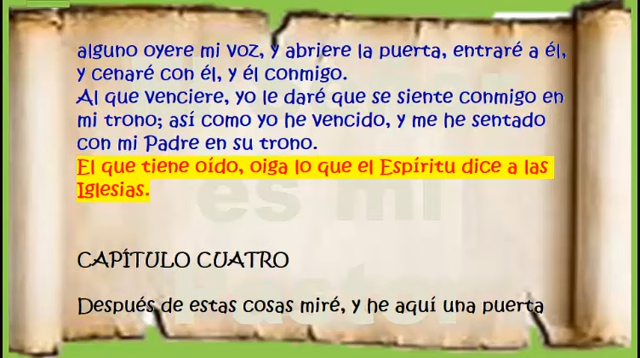 alguno oyere mi voz, y abriere la puerta, entraré a él,
y cenaré con él, y él conmigo.
Al que venciere, yo le daré que se siente conmigo en
mi trono; así como yo he vencido, y me he sentado
con mi Padre en su trono.
El que tiene oído, oiga lo que el Espíritu dice a las
Iglesias.
es mi
Pastor
CAPÍTULO CUATRO
Después de estas cosas miré, y he aquí una puerta